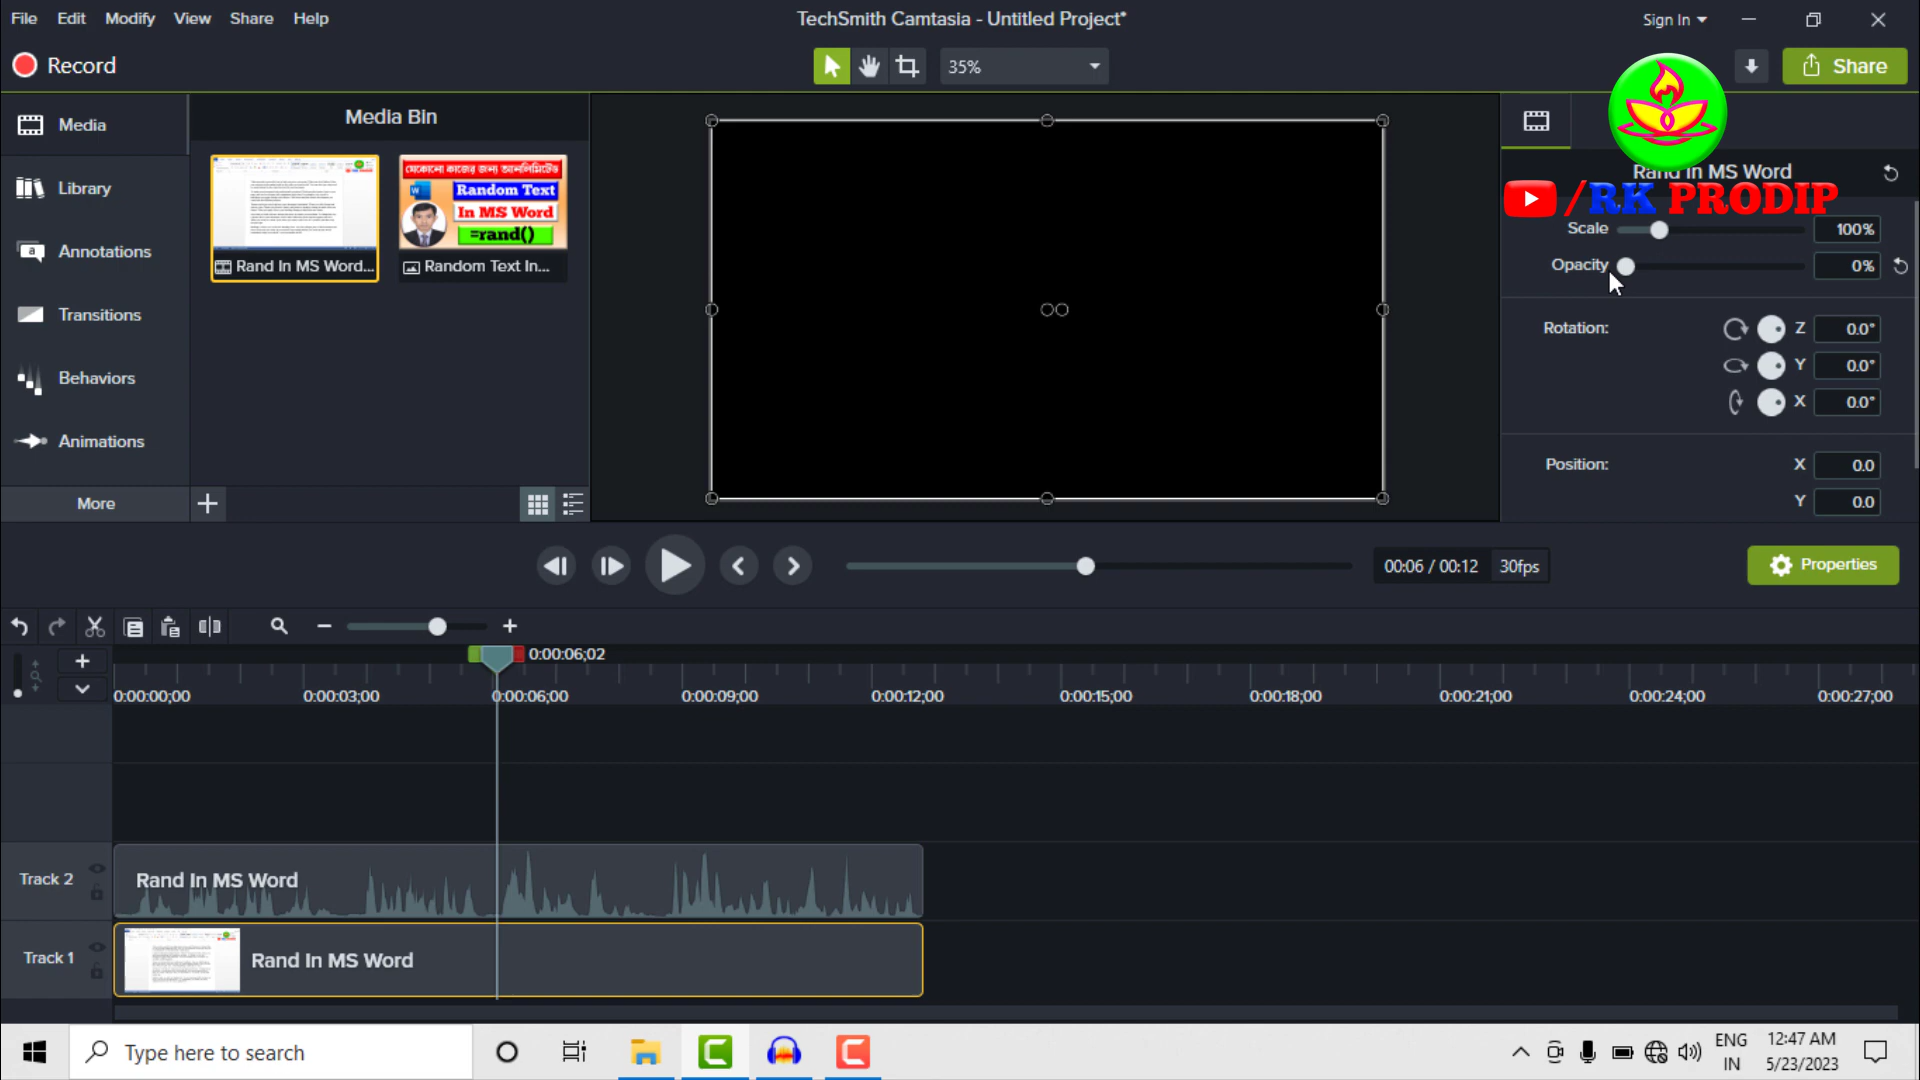 File Edit Modify View Share Help
TechSmith Camtasia - Untitled Project*
Sign In
Record
35%
Share
Media
Media Bin
Library
Annotations
Transitions
Behaviors
Animations
More
যেকোনো কাজের জন্য আনলিমিটেড
Random Text
In MS Word
=rand()
Rand In MS Word...
Random Text In...
Rand In MS Word
/RK PRODIP
Scale 100%
Opacity 0%
Rotation: Z 0.0°
Y 0.0°
X 0.0°
Position: X 0.0
Y 0.0
00:06 / 00:12 30fps
Properties
0:00:06;02
0:00:00;00 0:00:03;00 0:00:06;00 0:00:09;00 0:00:12;00 0:00:15;00 0:00:18;00 0:00:21;00 0:00:24;00 0:00:27;00
Track 2
Rand In MS Word
Track 1
Rand In MS Word
Type here to search
ENG
IN
12:47 AM
5/23/2023